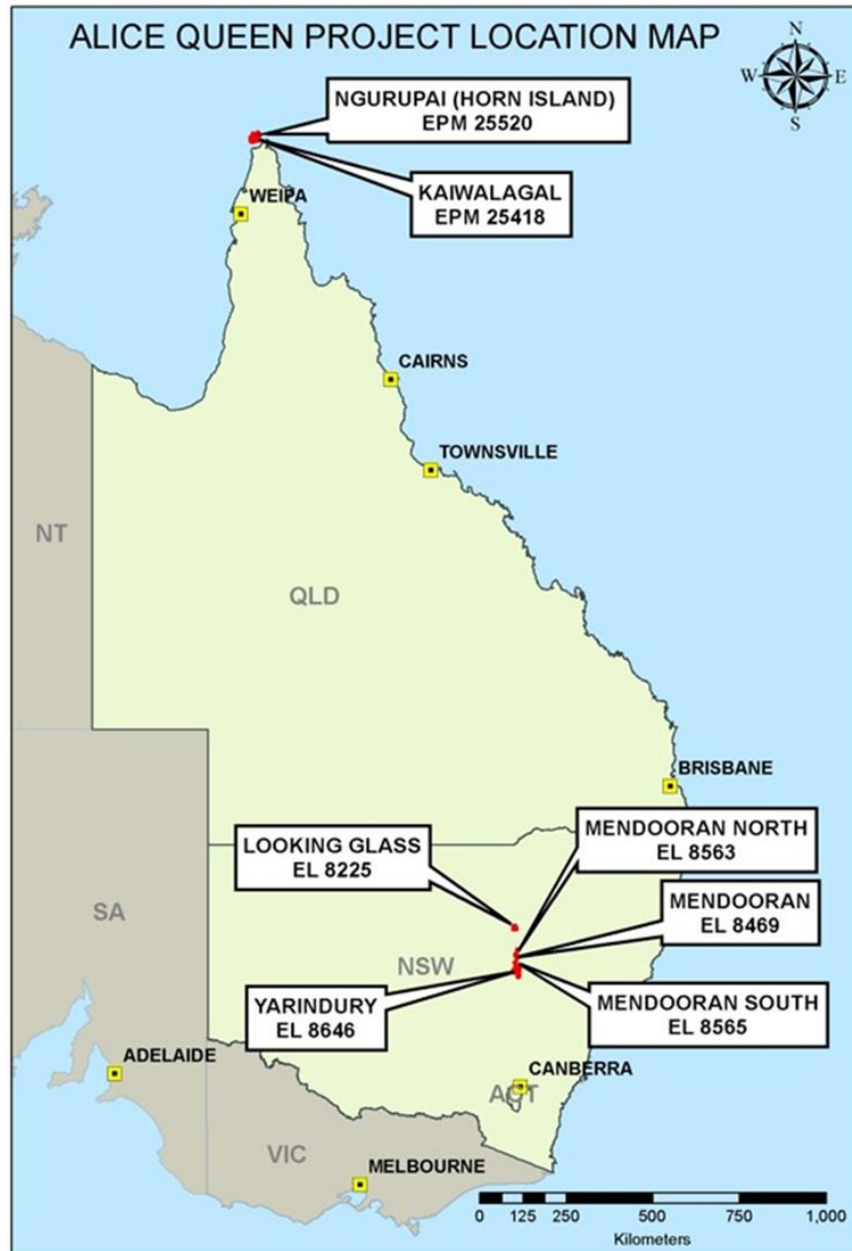 ALICE QUEEN PROJECT LOCATION MAP
N
W
E
S
NGURUPAI (HORN ISLAND)
EPM 25520
KAIWALAGAL
EPM 25418
WEIPA
CAIRNS
TOWNSVILLE
NT
QLD
BRISBANE
LOOKING GLASS
EL 8225
MENDOORAN NORTH
EL 8563
MENDOORAN
EL 8469
SA
NSW
YARINDURY
EL 8646
MENDOORAN SOUTH
EL 8565
ADELAIDE
CANBERRA
ACT
VIC
MELBOURNE
0 125 250 500 750 1,000
Kilometers